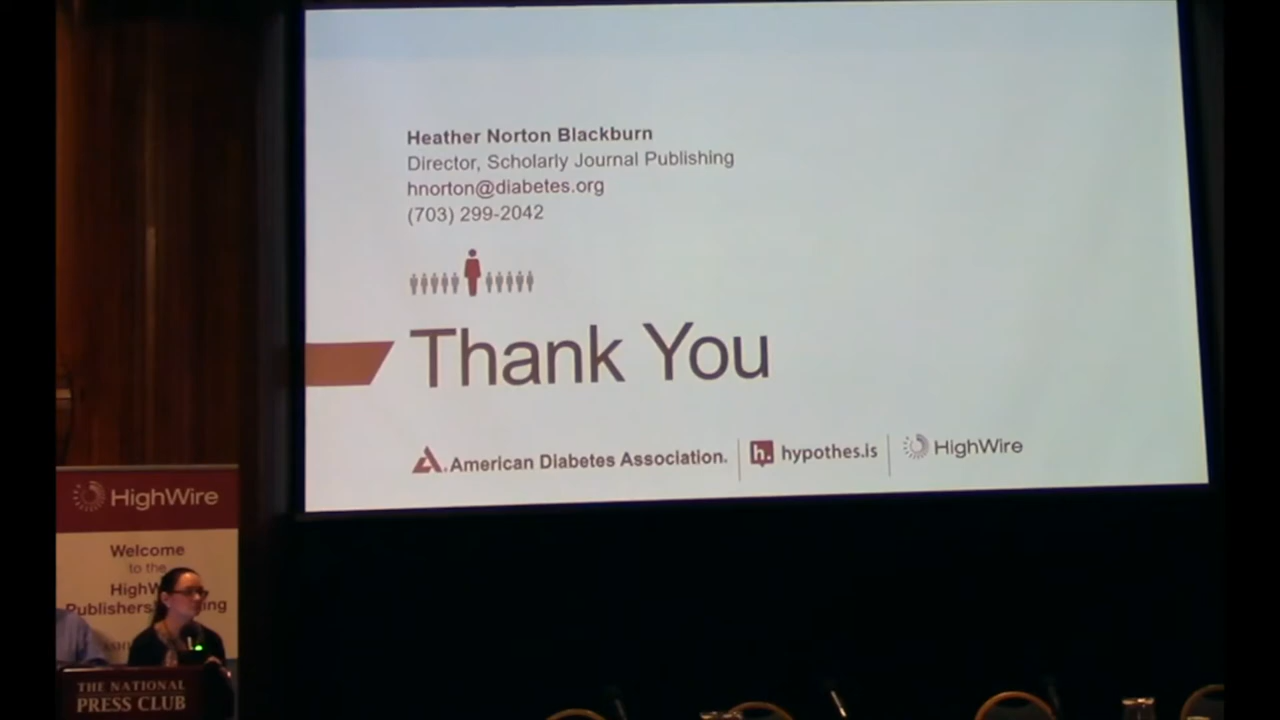 Heather Norton Blackburn
Director, Scholarly Journal Publishing
hnorton@diabetes.org
(703) 299-2042
Thank You
American Diabetes Association.
h. hypothes.is
HighWire
HighWire
Welcome
to the
Publishers
THE NATIONAL
PRESS CLUB